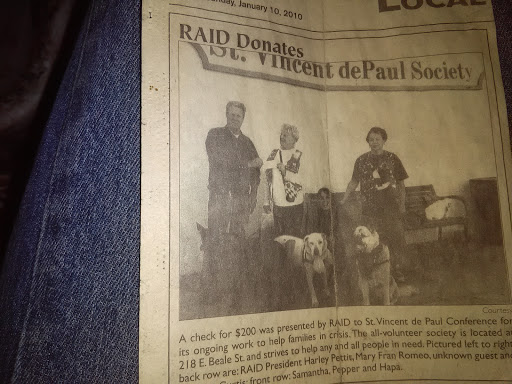 day, January 10, 2010
LOCAL
RAID Donates
St. Vincent dePaul Society
Courtes
A check for $200 was presented by RAID to St. Vincent de Paul Conference for
its ongoing work to help families in crisis. The all-volunteer society is located a
218 E. Beale St. and strives to help any and all people in need. Pictured left to right
back row are: RAID President Harley Pettis, Mary Fran Romeo, unknown guest and
front row: Samantha, Pepper and Hapa.